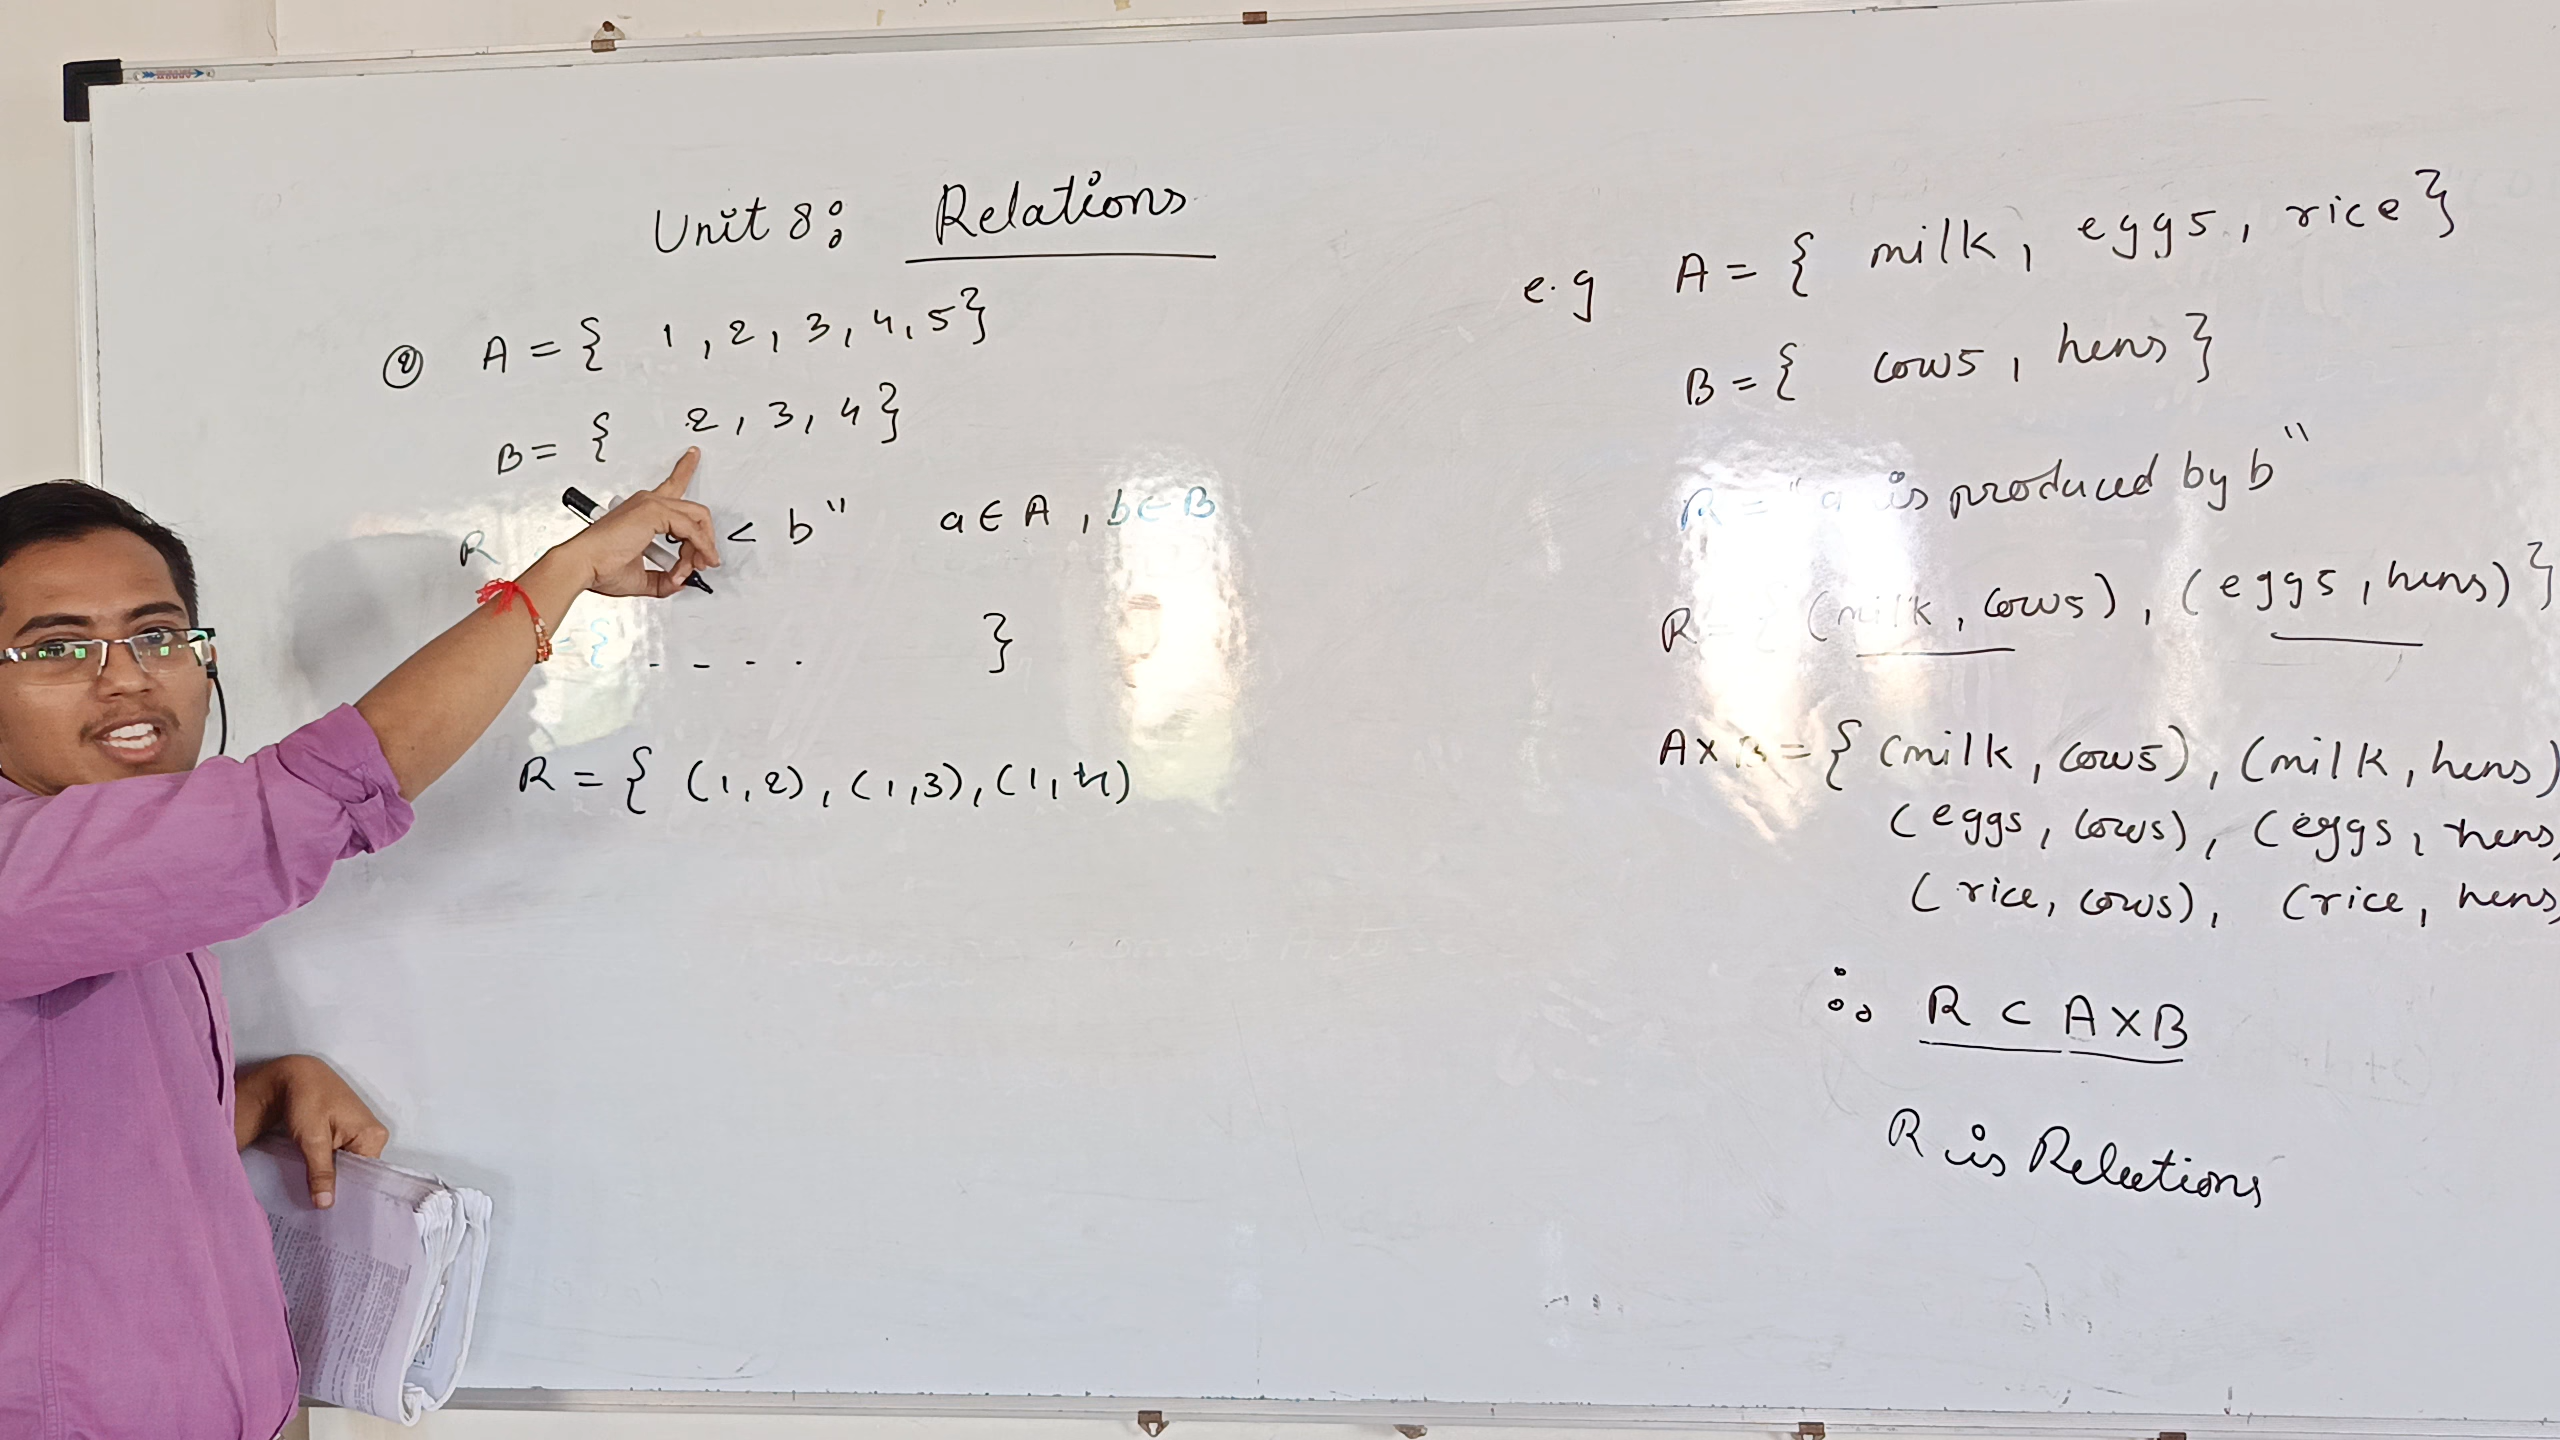 Unit 8: Relations
Q A = { 1, 2, 3, 4, 5}
B = { 2, 3, 4}
R < b" a ∈ A, b ∈ B
= { - - - - }
R = { (1,2), (1,3), (1,4)
e.g A = { milk, eggs, rice}
B = { cows, hens}
R = "a is produced by b"
R = { (milk, cows), (eggs, hens)}
A x B = { (milk, cows), (milk, hens)
(eggs, cows), (eggs, hens,
(rice, cows), (rice, hens,
∴ R ⊂ A X B
R is Relations